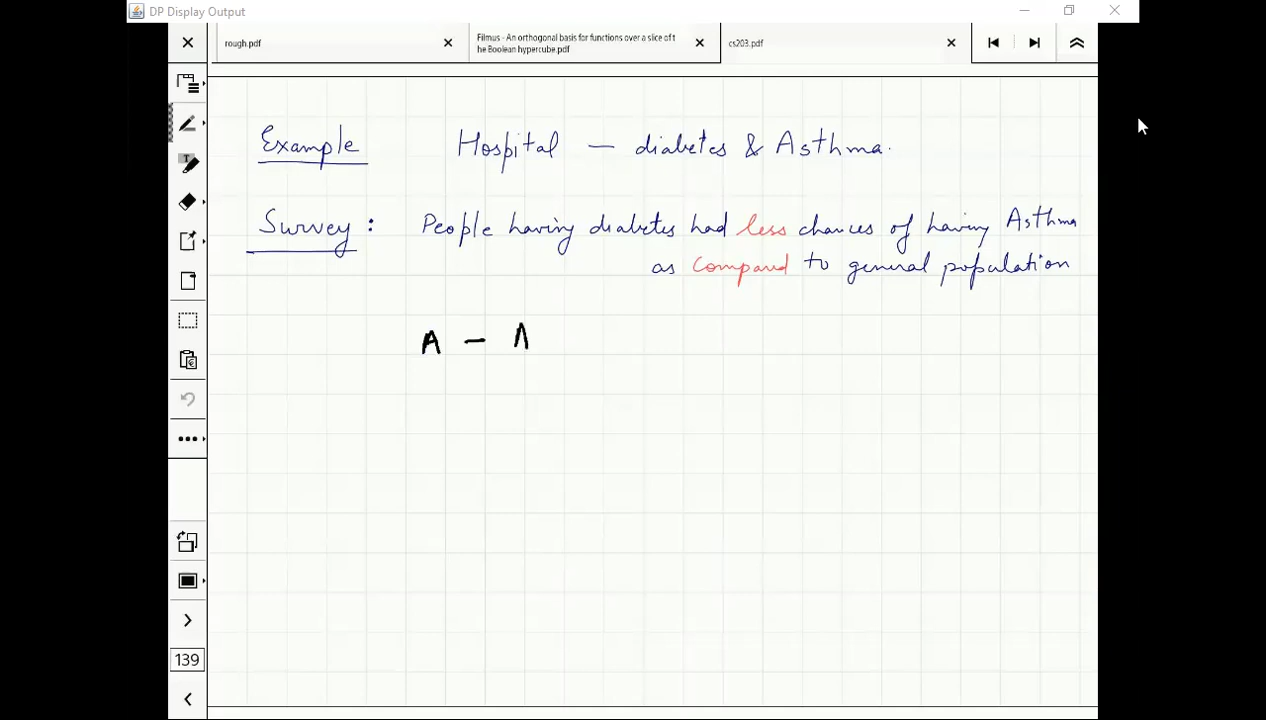 DP Display Output
rough.pdf
Filmus - An orthogonal basis for functions over a slice of t
he Boolean hypercube.pdf
cs203.pdf
Example Hospital — diabetes & Asthma.
Survey : People having diabetes had less chances of having Asthma
as compared to general population
A –
139